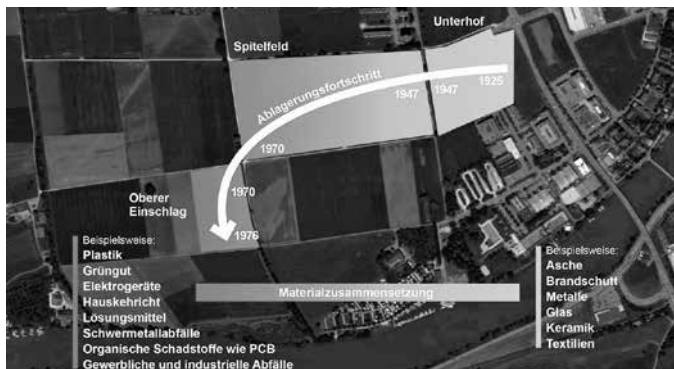 Unterhof
Spitelfeld
Ablagerungsfortschritt
1947
1947
1925
1970
1970
Oberer
Einschlag
1976
Beispielsweise:
Plastik
Grüngut
Elektrogeräte
Hauskehricht
Lösungsmittel
Schwermetallabfälle
Organische Schadstoffe wie PCB
Gewerbliche und industrielle Abfälle
Materialzusammensetzung
Beispielsweise:
Asche
Brandschutt
Metalle
Glas
Keramik
Textilien